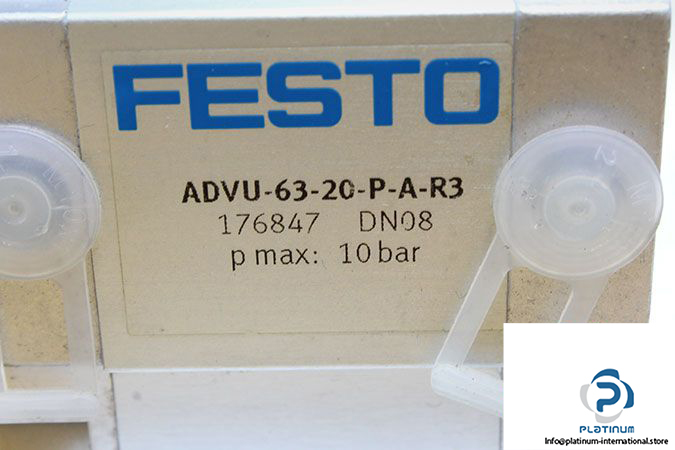 FESTO
ADVU-63-20-P-A-R3
176847 DN08
p max: 10 bar
PLATINUM
Info@platinum-international.store